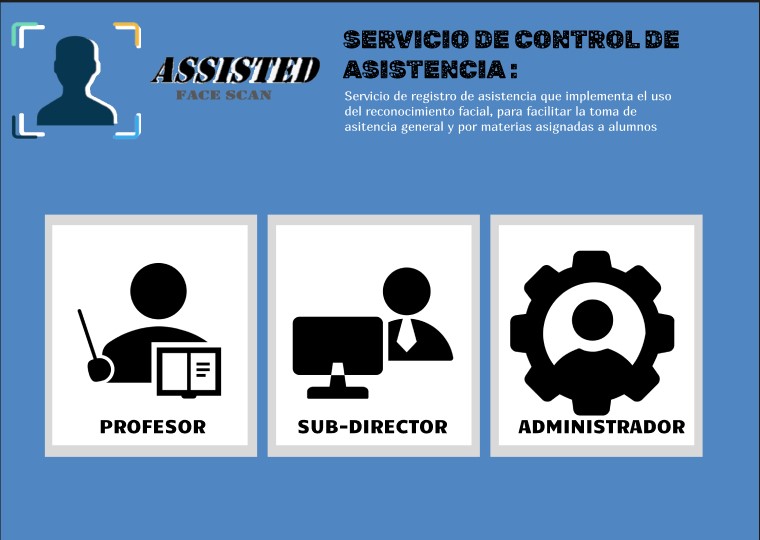 ASSISTED
FACE SCAN
SERVICIO DE CONTROL DE
ASISTENCIA :
Servicio de registro de asistencia que implementa el uso
del reconocimiento facial, para facilitar la toma de
asitencia general y por materias asignadas a alumnos
PROFESOR
SUB-DIRECTOR
ADMINISTRADOR